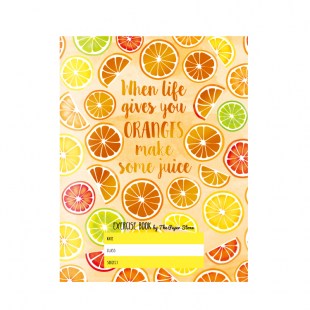 When life
gives you
ORANGES
make
some juice
EXERCISE BOOK by The Paper Stone
NAME
CLASS
SUBJECT